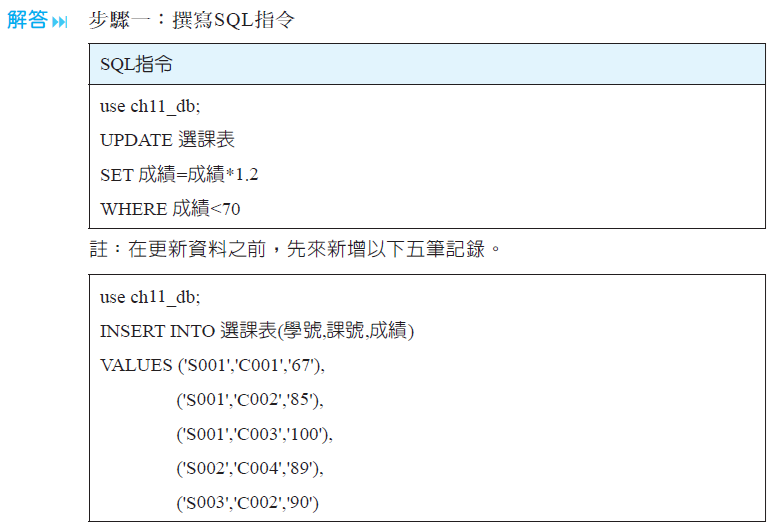 解答 步驟一：撰寫SQL指令
SQL指令
use ch11_db;
UPDATE 選課表
SET 成績=成績*1.2
WHERE 成績<70
註：在更新資料之前，先來新增以下五筆記錄。
use ch11_db;
INSERT INTO 選課表(學號,課號,成績)
VALUES ('S001','C001','67'),
('S001','C002','85'),
('S001','C003','100'),
('S002','C004','89'),
('S003','C002','90')